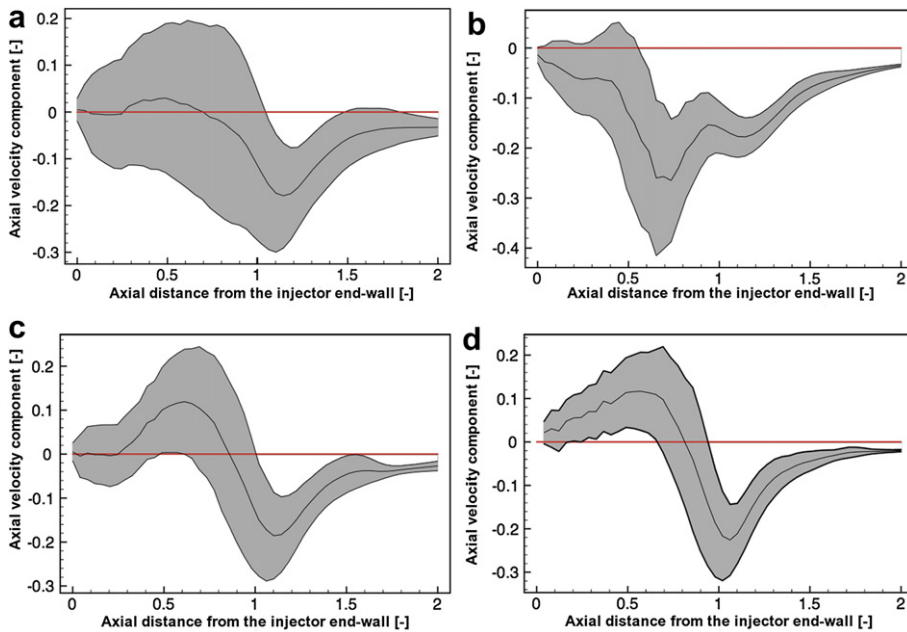 a
Axial velocity component [-]
0.2
0.1
0
-0.1
-0.2
-0.3
0 0.5 1 1.5 2
Axial distance from the injector end-wall [-]
b
Axial velocity component [-]
0
-0.1
-0.2
-0.3
-0.4
0 0.5 1 1.5 2
Axial distance from the injector end-wall [-]
c
Axial velocity component [-]
0.2
0.1
0
-0.1
-0.2
-0.3
0 0.5 1 1.5 2
Axial distance from the injector end-wall [-]
d
Axial velocity component [-]
0.2
0.1
0
-0.1
-0.2
-0.3
0 0.5 1 1.5 2
Axial distance from the injector end-wall [-]